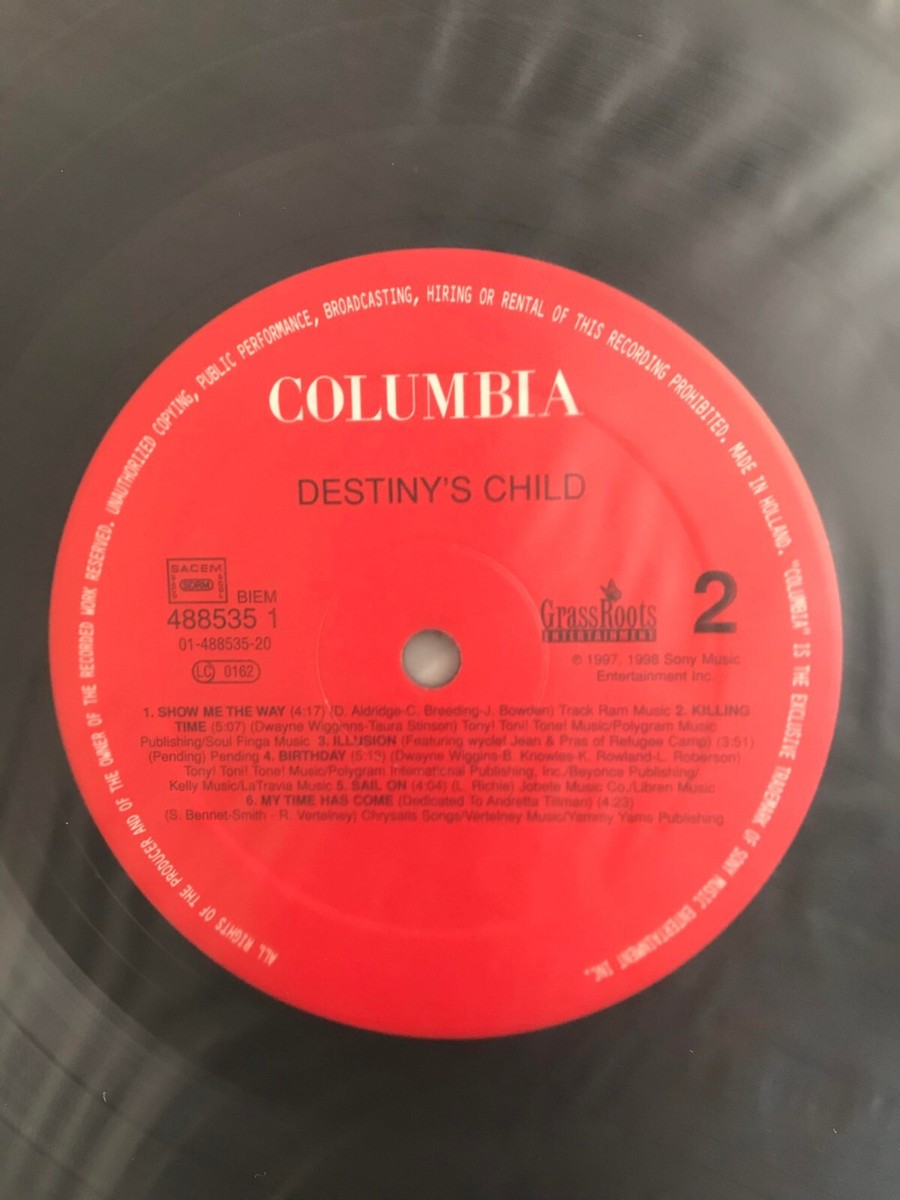 ALL RIGHTS OF THE PRODUCER AND OF THE OWNER OF THE RECORDED WORK RESERVED. UNAUTHORIZED COPYING, PUBLIC PERFORMANCE, BROADCASTING, HIRING OR RENTAL OF THIS RECORDING PROHIBITED. MADE IN HOLLAND. "COLUMBIA" IS THE EXCLUSIVE TRADEMARK OF SONY MUSIC ENTERTAINMENT INC.
COLUMBIA
DESTINY'S CHILD
SACEM
SDRM
BIEM
488535 1
01-488535-20
LC 0162
GrassRoots
ENTERTAINMENT
2
℗ 1997, 1998 Sony Music
Entertainment Inc.
1. SHOW ME THE WAY (4:17) (D. Aldridge-C. Breeding-J. Bowden) Track Ram Music 2. KILLING
TIME (5:07) (Dwayne Wiggins-Taura Stinson) Tony! Toni! Tone! Music/Polygram Music
Publishing/Soul Finga Music 3. ILLUSION (Featuring wyclef Jean & Pras of Refugee Camp) (3:51)
(Pending) Pending 4. BIRTHDAY (Dwayne Wiggins-B. Knowles-K. Rowland-L. Roberson)
Tony! Toni! Tone! Music/Polygram International Publishing, Inc./Beyonce Publishing/
Kelly Music/LaTravia Music 5. SAIL ON (4:04) (L. Richie) Jobete Music Co./Libren Music
6. MY TIME HAS COME (Dedicated To Andretta Tillman) (4:23)
(S. Bennet-Smith - R. Vertelney) Chrysalis Songs/Vertelney Music/Yammy Yams Publishing